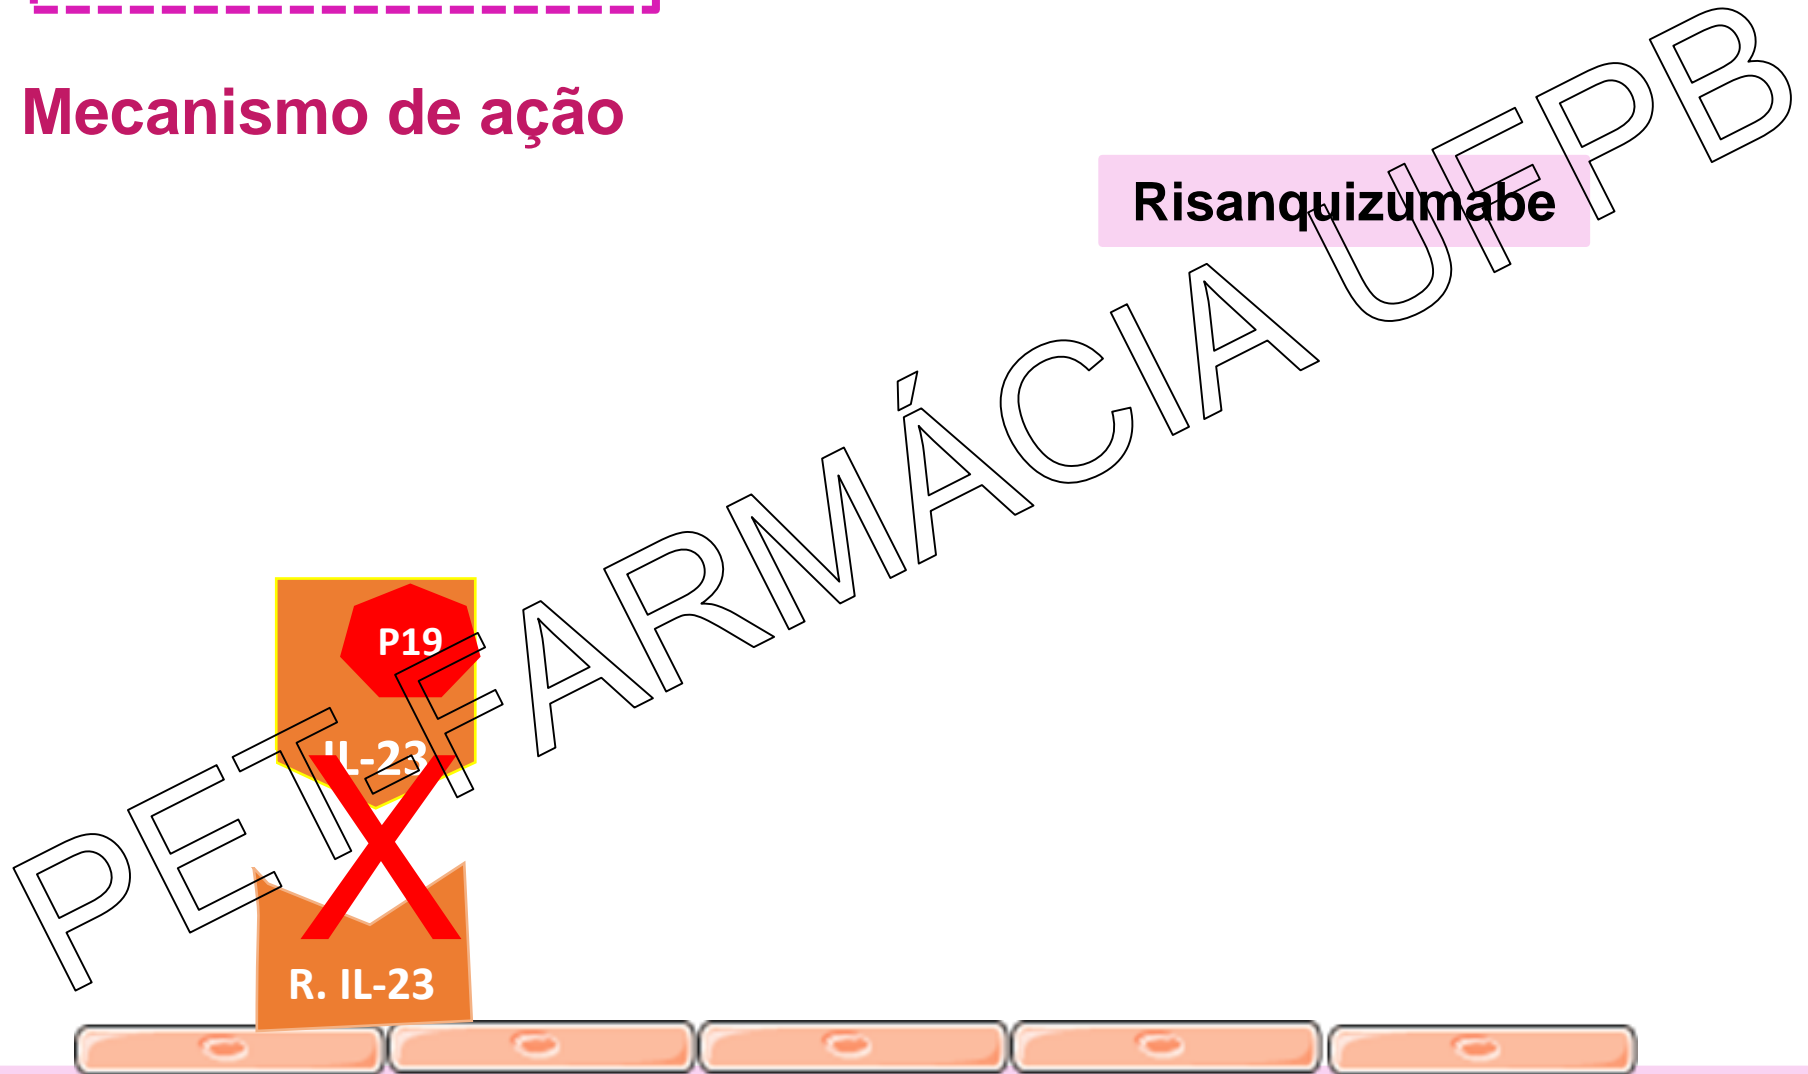 Mecanismo de ação
Risanquizumabe
P19
IL-23
X
R. IL-23
PET-FARMÁCIA UFPB